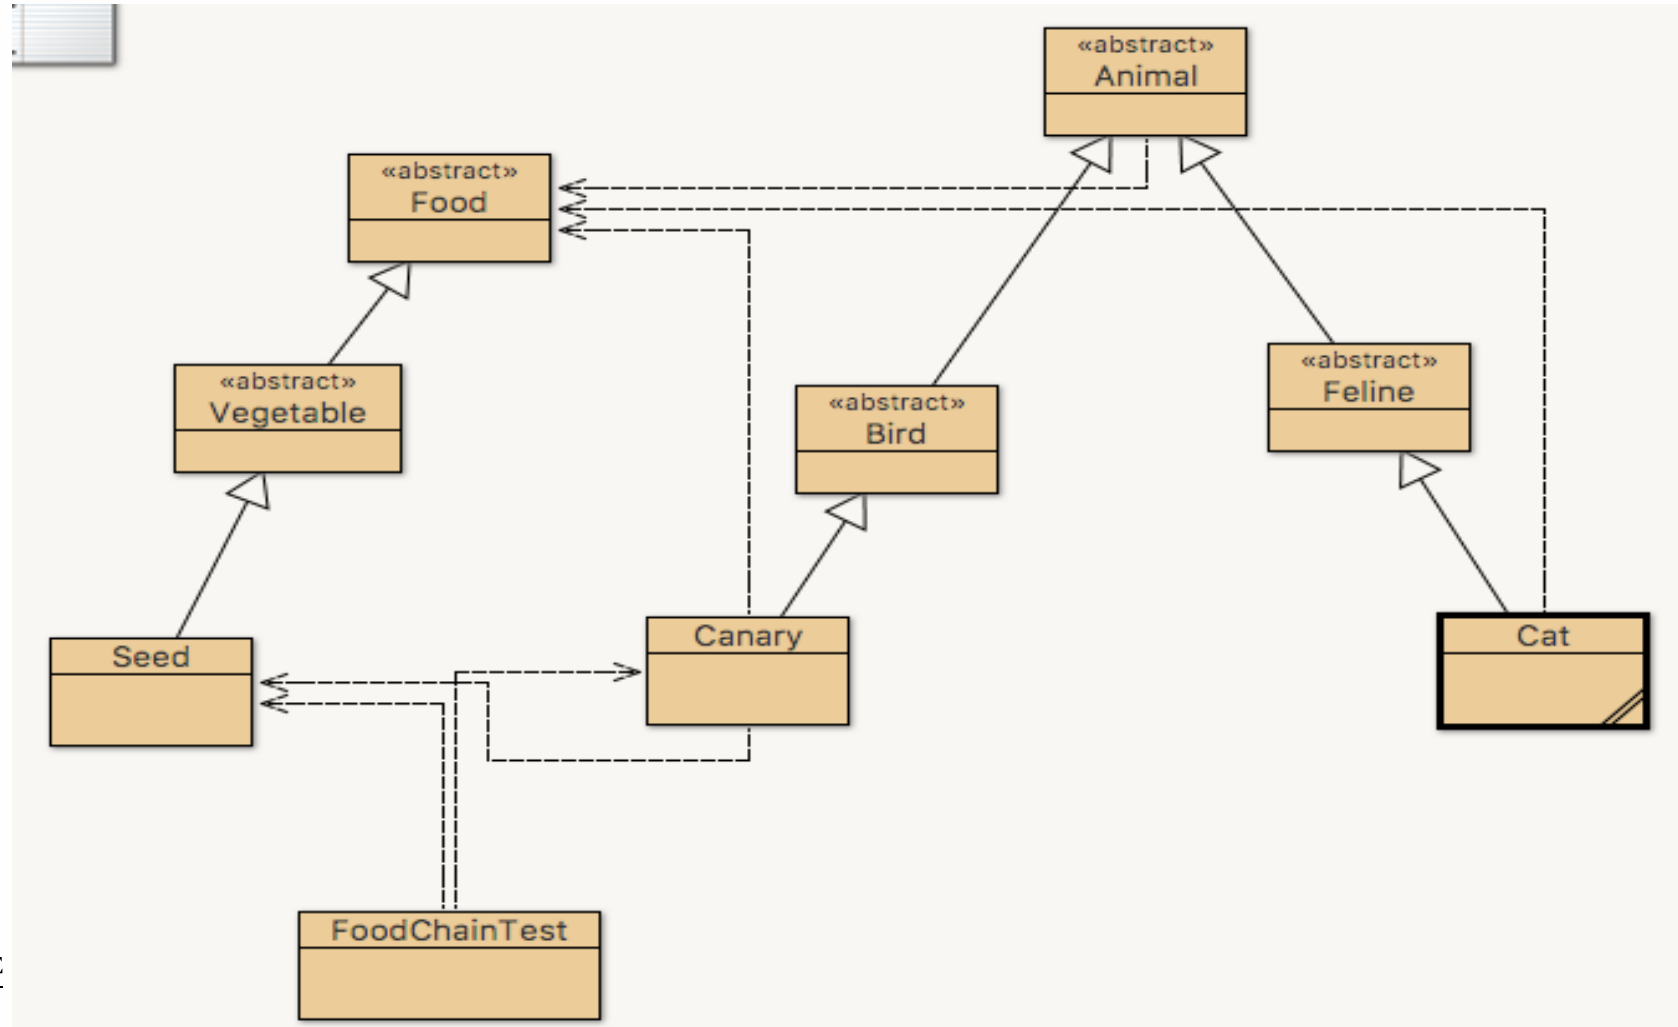 «abstract»
Animal
«abstract»
Food
«abstract»
Feline
«abstract»
Vegetable
«abstract»
Bird
Seed
Canary
Cat
FoodChainTest